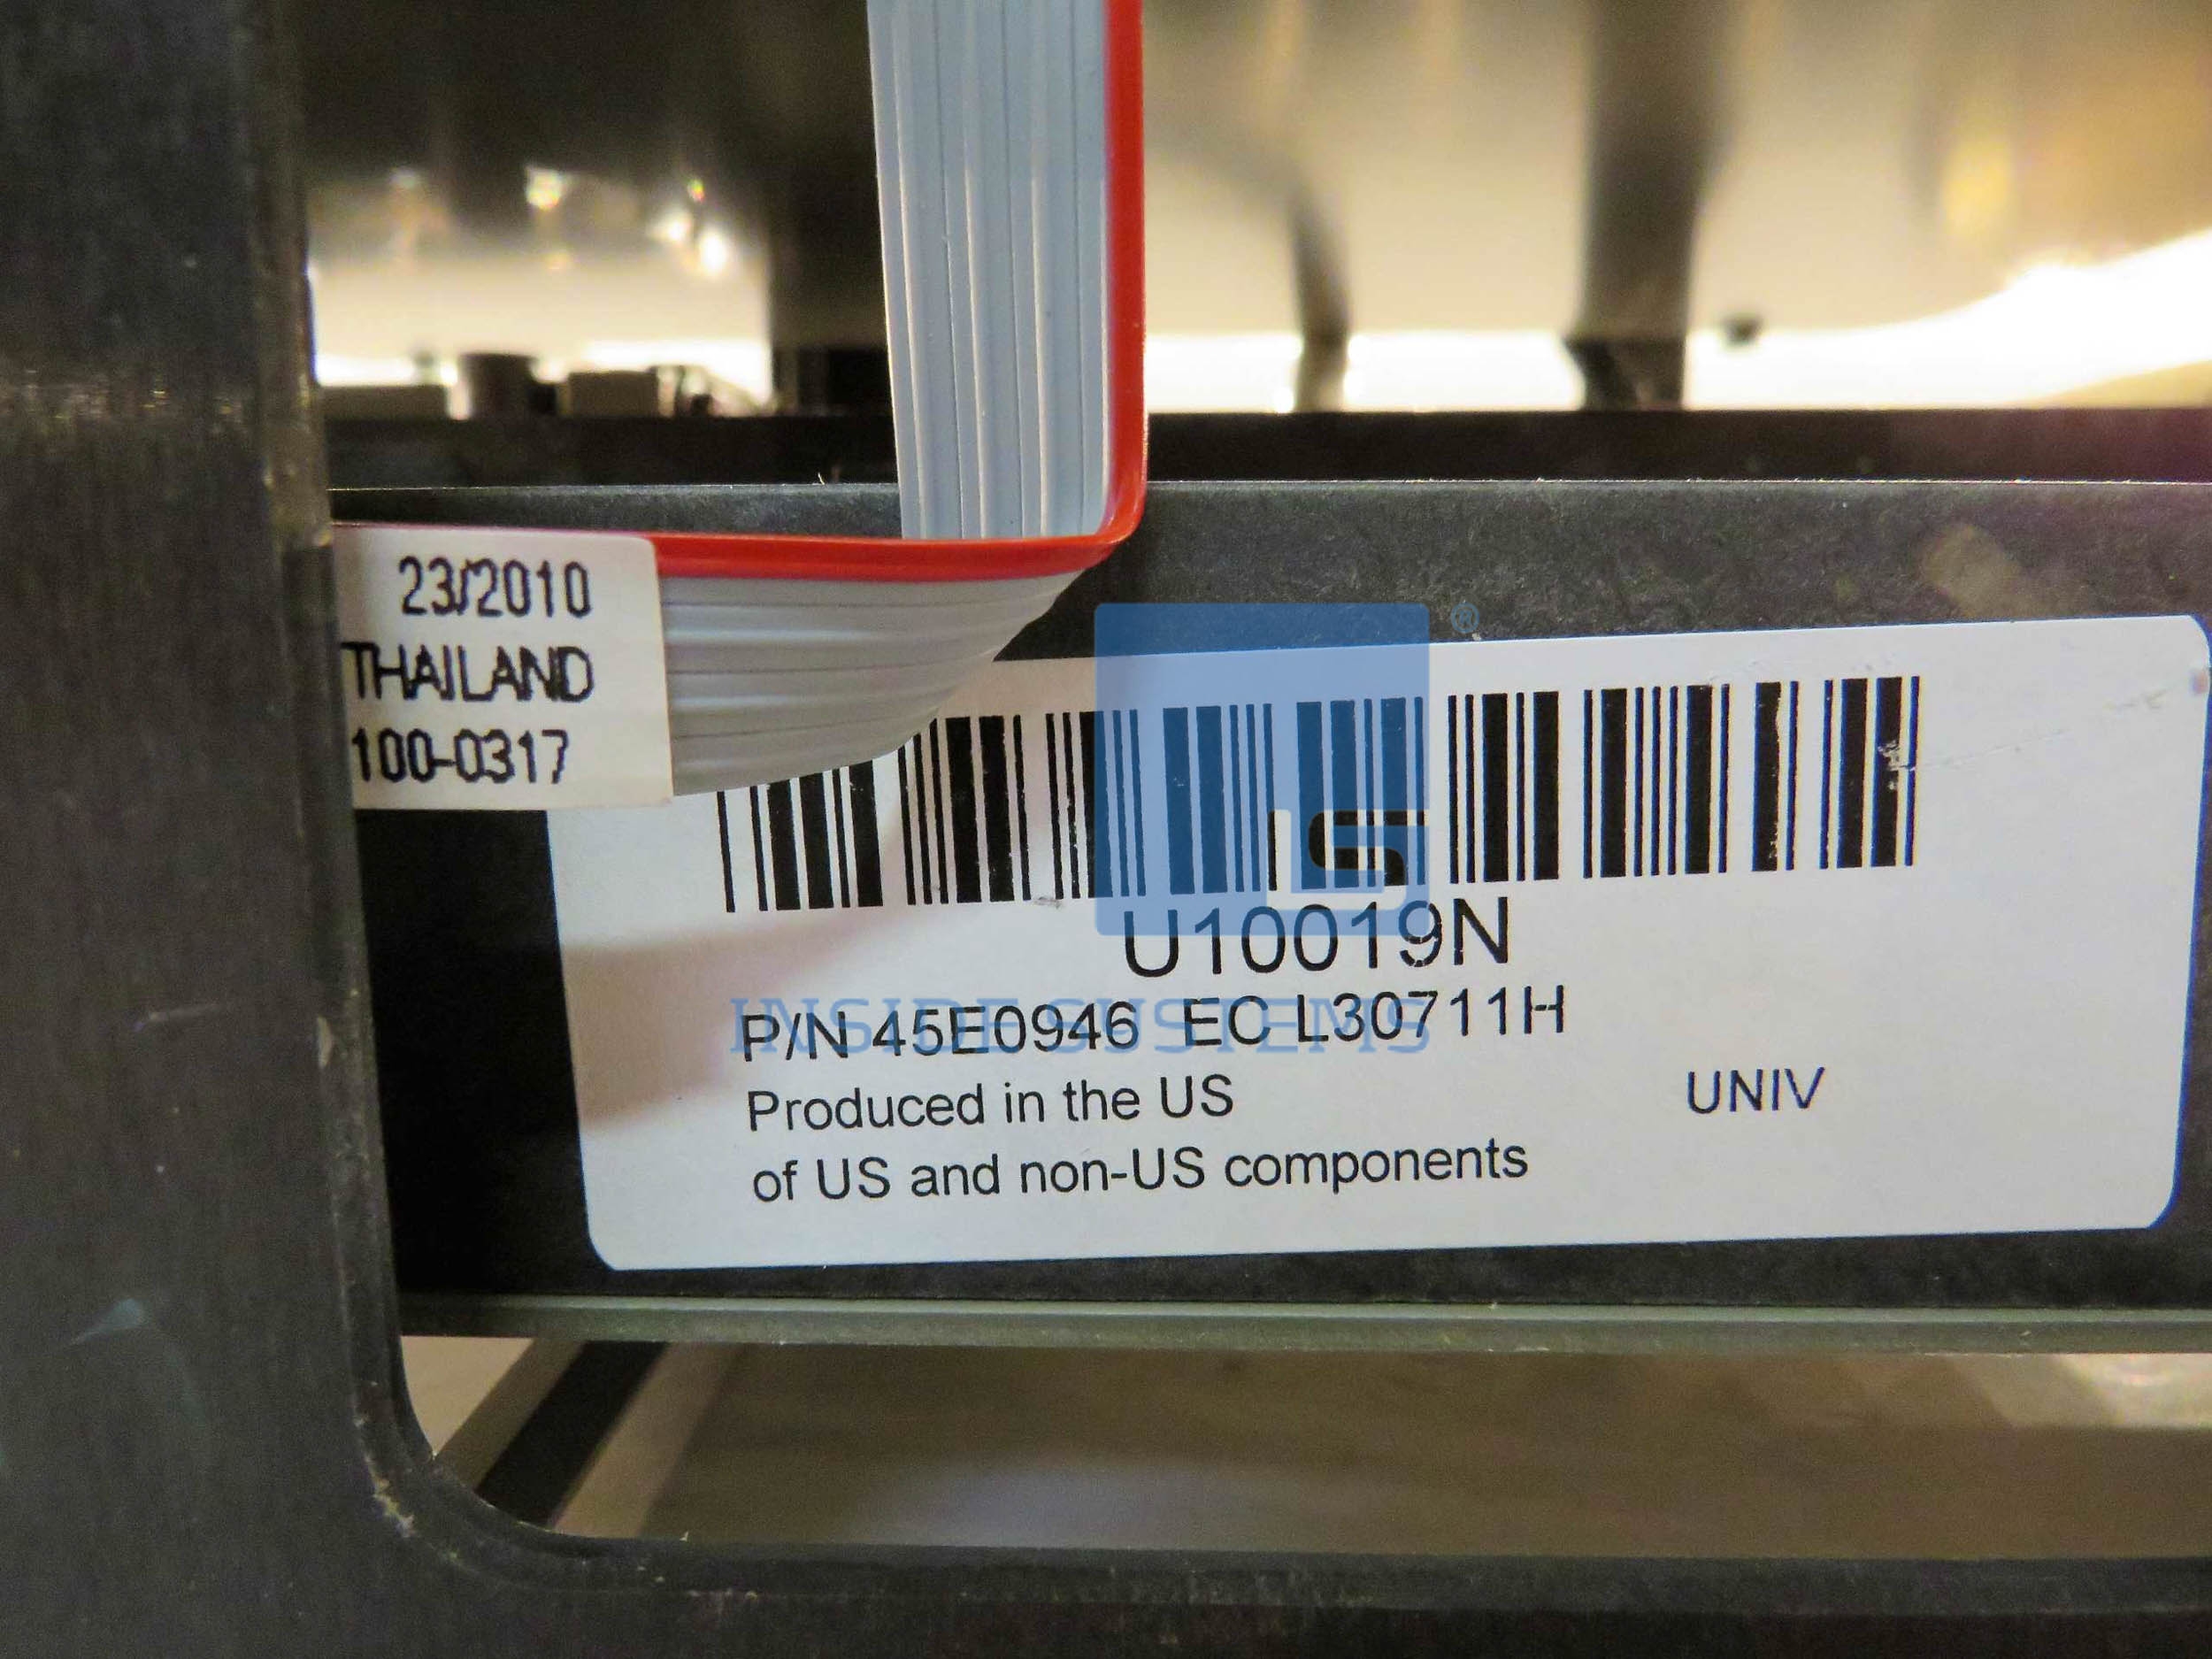 23/2010
THAILAND
100-0317
®
U10019N
INSIDE SYSTEMS
P/N 45E0946 EC L30711H
Produced in the US
UNIV
of US and non-US components